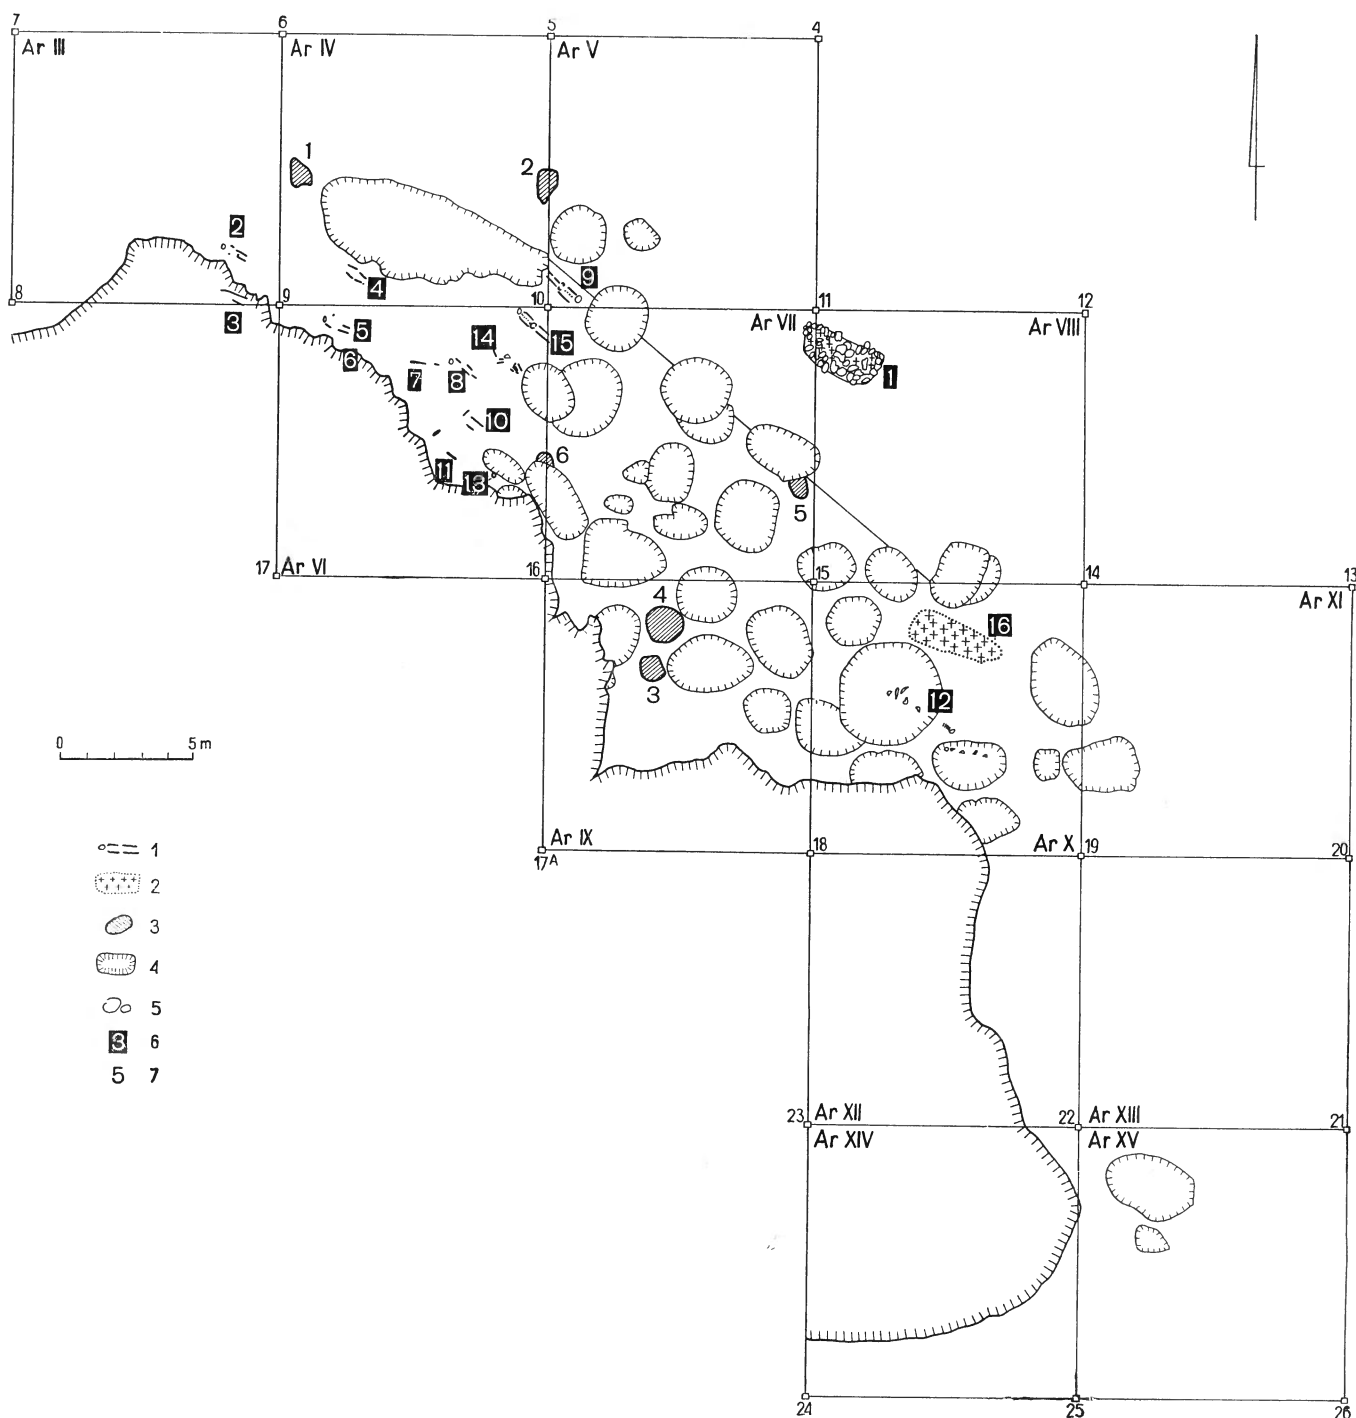 7 6 5 4
Ar III Ar IV Ar V
1 2
2
9
4
3
8 9 10 11 12
Ar VII Ar VIII
5 14 15
6
7 8 1
10
6
11 13
5
17 Ar VI 16 15 14 13
Ar XI
4
16
3
12
0 5 m
Ar IX Ar X
17A 18 19 20
1
2
3
4
5
3 6
5 7
23 Ar XII 22 Ar XIII 21
Ar XIV Ar XV
24 25 26